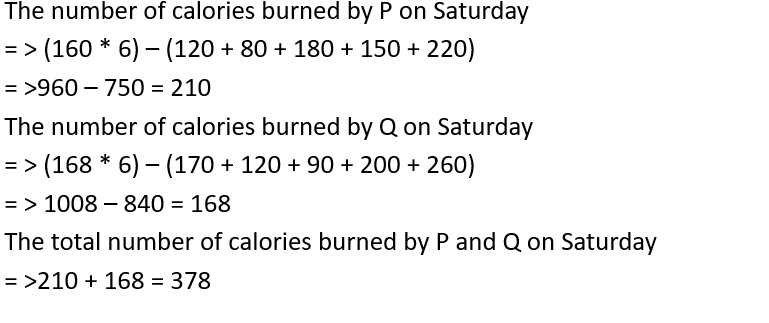 The number of calories burned by P on Saturday
= > (160 * 6) – (120 + 80 + 180 + 150 + 220)
= >960 – 750 = 210
The number of calories burned by Q on Saturday
= > (168 * 6) – (170 + 120 + 90 + 200 + 260)
= > 1008 – 840 = 168
The total number of calories burned by P and Q on Saturday
= >210 + 168 = 378